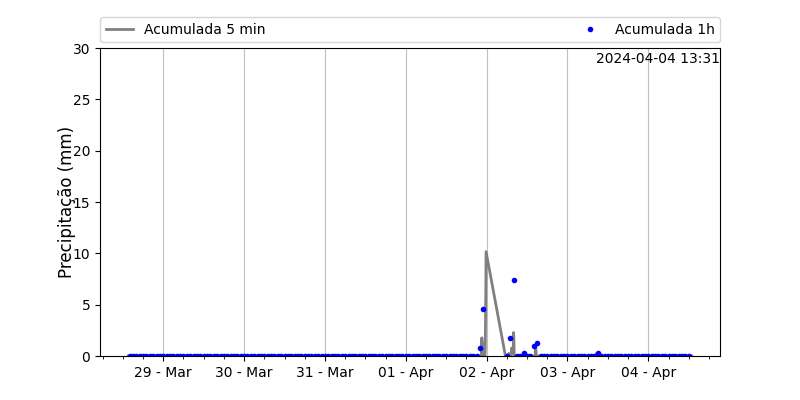 Acumulada 5 min
Acumulada 1h
2024-04-04 13:31
Precipitação (mm)
30
25
20
15
10
5
0
29 - Mar
30 - Mar
31 - Mar
01 - Apr
02 - Apr
03 - Apr
04 - Apr